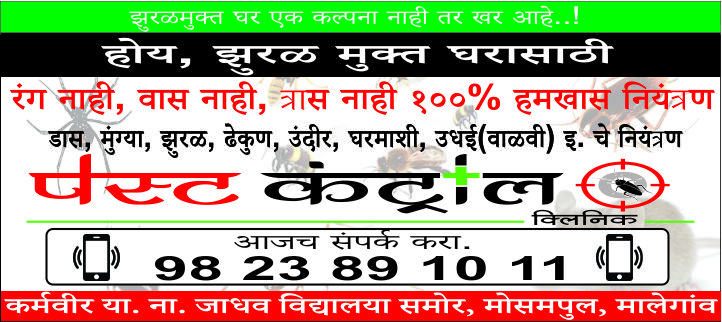 झुरळमुक्त घर एक कल्पना नाही तर खर आहे..!
होय, झुरळ मुक्त घरासाठी
रंग नाही, वास नाही, त्रास नाही १००% हमखास नियंत्रण
डास, मुंग्या, झुरळ, ढेकुण, उंदीर, घरमाशी, उधई(वाळवी) इ. चे नियंत्रण
पेस्ट कंट्रोल
क्लिनिक
आजच संपर्क करा.
98 23 89 10 11
कर्मवीर या. ना. जाधव विद्यालया समोर, मोसमपुल, मालेगांव